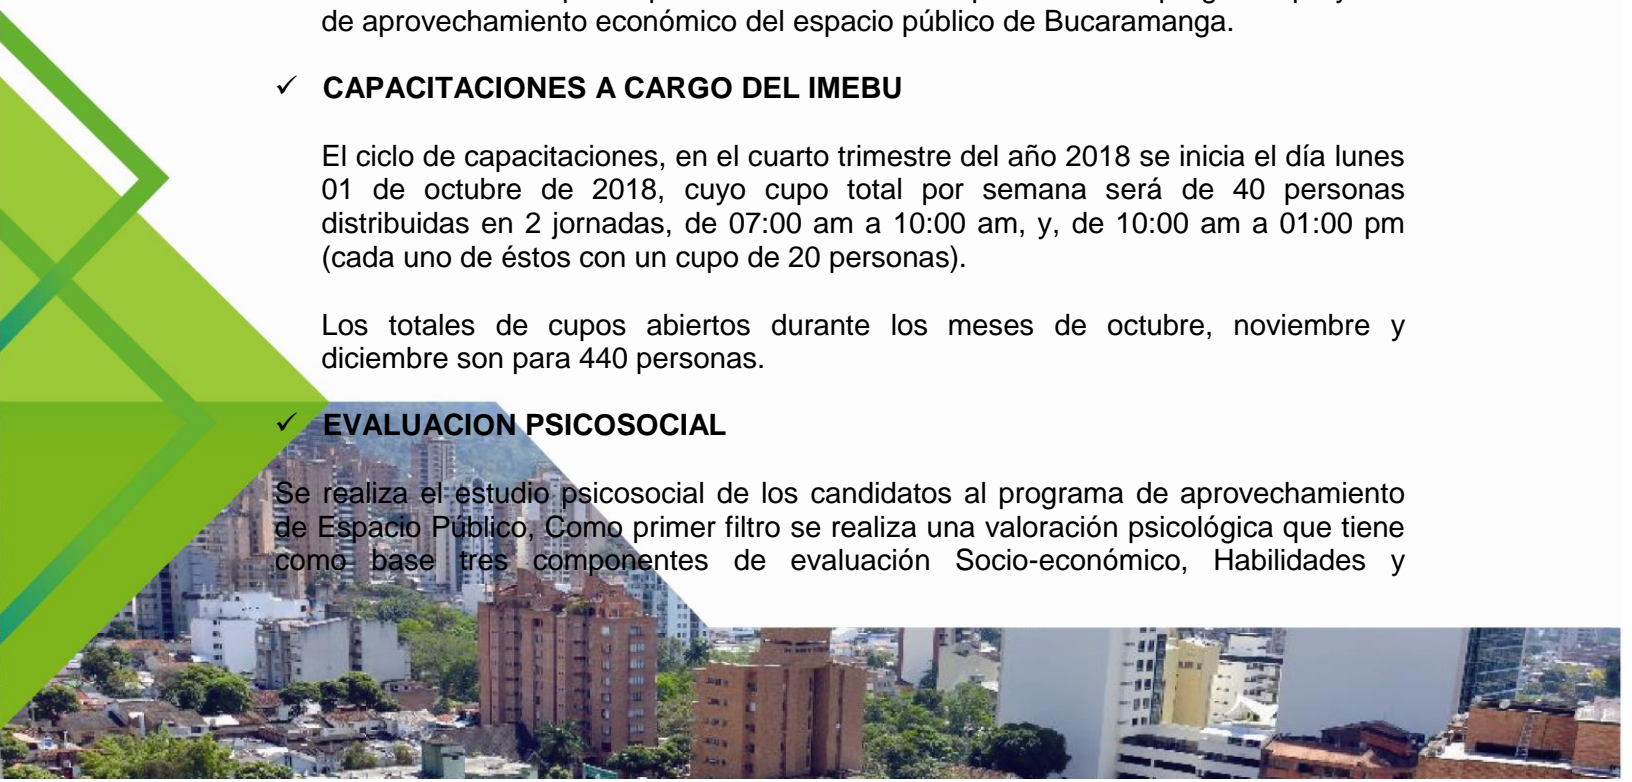 de aprovechamiento económico del espacio público de Bucaramanga.
✓ CAPACITACIONES A CARGO DEL IMEBU
El ciclo de capacitaciones, en el cuarto trimestre del año 2018 se inicia el día lunes
01 de octubre de 2018, cuyo cupo total por semana será de 40 personas
distribuidas en 2 jornadas, de 07:00 am a 10:00 am, y, de 10:00 am a 01:00 pm
(cada uno de éstos con un cupo de 20 personas).
Los totales de cupos abiertos durante los meses de octubre, noviembre y
diciembre son para 440 personas.
✓ EVALUACION PSICOSOCIAL
Se realiza el estudio psicosocial de los candidatos al programa de aprovechamiento
de Espacio Público, Como primer filtro se realiza una valoración psicológica que tiene
como base tres componentes de evaluación Socio-económico, Habilidades y